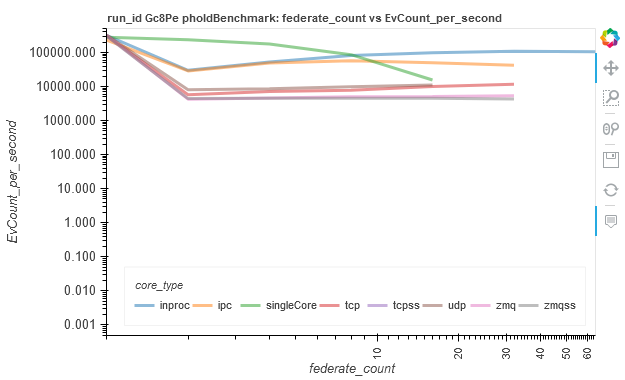 run_id Gc8Pe pholdBenchmark: federate_count vs EvCount_per_second
EvCount_per_second
100000.000
10000.000
1000.000
100.000
10.000
1.000
0.100
0.010
0.001
core_type
inproc ipc singleCore tcp tcpss udp zmq zmqss
10 20 30 40 50 60
federate_count